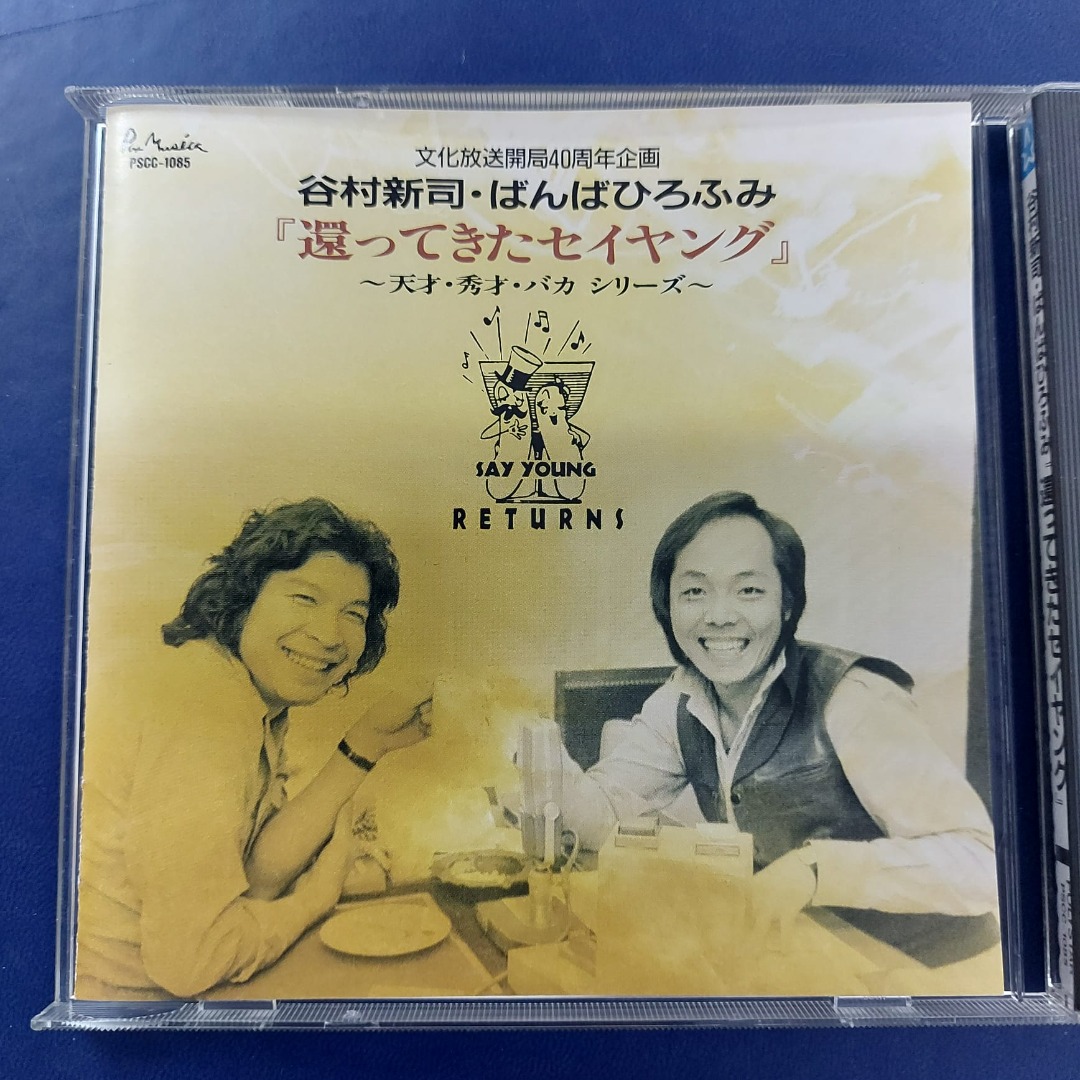 Pin Musica
PSCC-1085
文化放送開局40周年企画
谷村新司・ばんばひろふみ
『還ってきたセイヤング』
〜天才・秀才・バカ シリーズ〜
SAY YOUNG
RETURNS